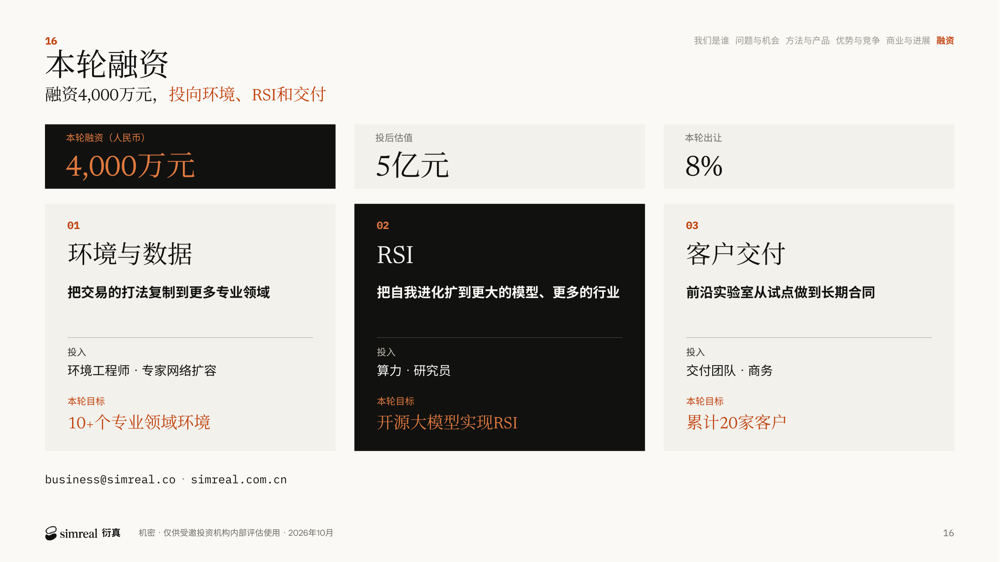 16
我们是谁 问题与机会 方法与产品 优势与竞争 商业与进展 融资
本轮融资
融资4,000万元，投向环境、RSI和交付
本轮融资（人民币）
4,000万元
投后估值
5亿元
本轮出让
8%
01
环境与数据
把交易的打法复制到更多专业领域
投入
环境工程师 · 专家网络扩容
本轮目标
10+个专业领域环境
02
RSI
把自我进化扩到更大的模型、更多的行业
投入
算力 · 研究员
本轮目标
开源大模型实现RSI
03
客户交付
前沿实验室从试点做到长期合同
投入
交付团队 · 商务
本轮目标
累计20家客户
business@simreal.co · simreal.com.cn
simreal 衍真
机密 · 仅供受邀投资机构内部评估使用 · 2026年10月
16